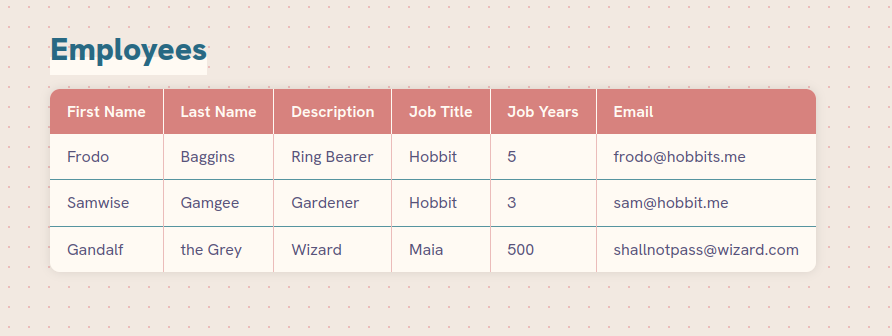 Employees
First Name Last Name Description Job Title Job Years Email
Frodo Baggins Ring Bearer Hobbit 5 frodo@hobbits.me
Samwise Gamgee Gardener Hobbit 3 sam@hobbit.me
Gandalf the Grey Wizard Maia 500 shallnotpass@wizard.com